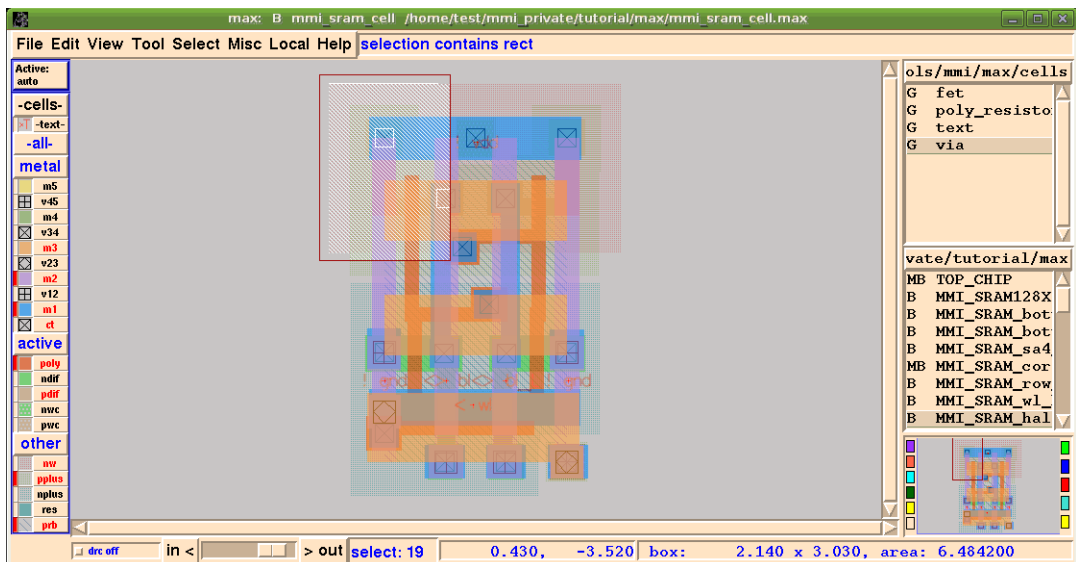 max: B mmi_sram_cell /home/test/mmi_private/tutorial/max/mmi_sram_cell.max
File Edit View Tool Select Misc Local Help selection contains rect
Active:
auto
-cells-
-text-
-all-
metal
m5
v45
m4
v34
m3
v23
m2
v12
m1
ct
active
poly
ndif
pdif
nwc
pwc
other
nw
pplus
nplus
res
prb
ols/mmi/max/cells
G fet
G poly_resisto
G text
G via
vate/tutorial/max
MB TOP_CHIP
B MMI_SRAM128X
B MMI_SRAM_bot
B MMI_SRAM_bot
B MMI_SRAM_sa4
MB MMI_SRAM_cor
B MMI_SRAM_row
B MMI_SRAM_wl_
B MMI_SRAM_hal
drc off in < > out select: 19 0.430, -3.520 box: 2.140 x 3.030, area: 6.484200